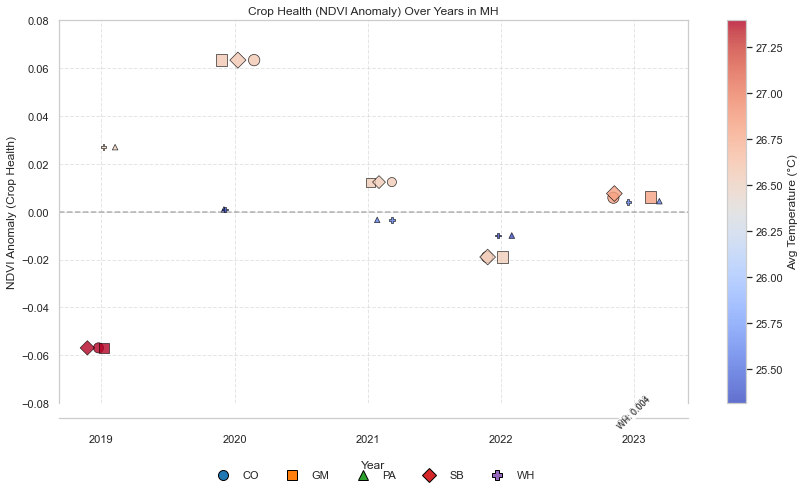 Crop Health (NDVI Anomaly) Over Years in MH
NDVI Anomaly (Crop Health)
0.08
0.06
0.04
0.02
0.00
−0.02
−0.04
−0.06
−0.08
2019
2020
2021
2022
2023
WH: 0.004
Year
CO
GM
PA
SB
WH
27.25
27.00
26.75
26.50
26.25
26.00
25.75
25.50
Avg Temperature (°C)